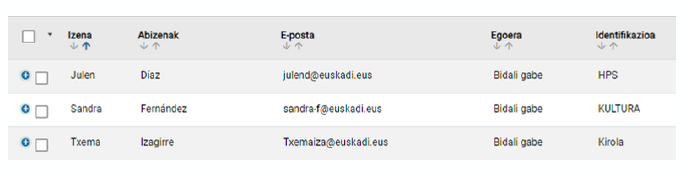 Izena Abizenak E-posta Egoera Identifikazioa
Julen Díaz julend@euskadi.eus Bidali gabe HPS
Sandra Fernández sandra-f@euskadi.eus Bidali gabe KULTURA
Txema Izagirre Txemaiza@euskadi.eus Bidali gabe Kirola